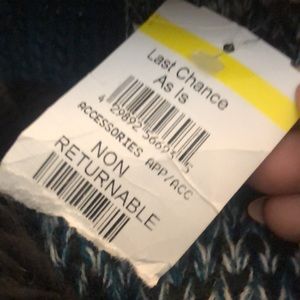 Last Chance
As Is
ACCESSORIES APP/ACC
NON
RETURNABLE